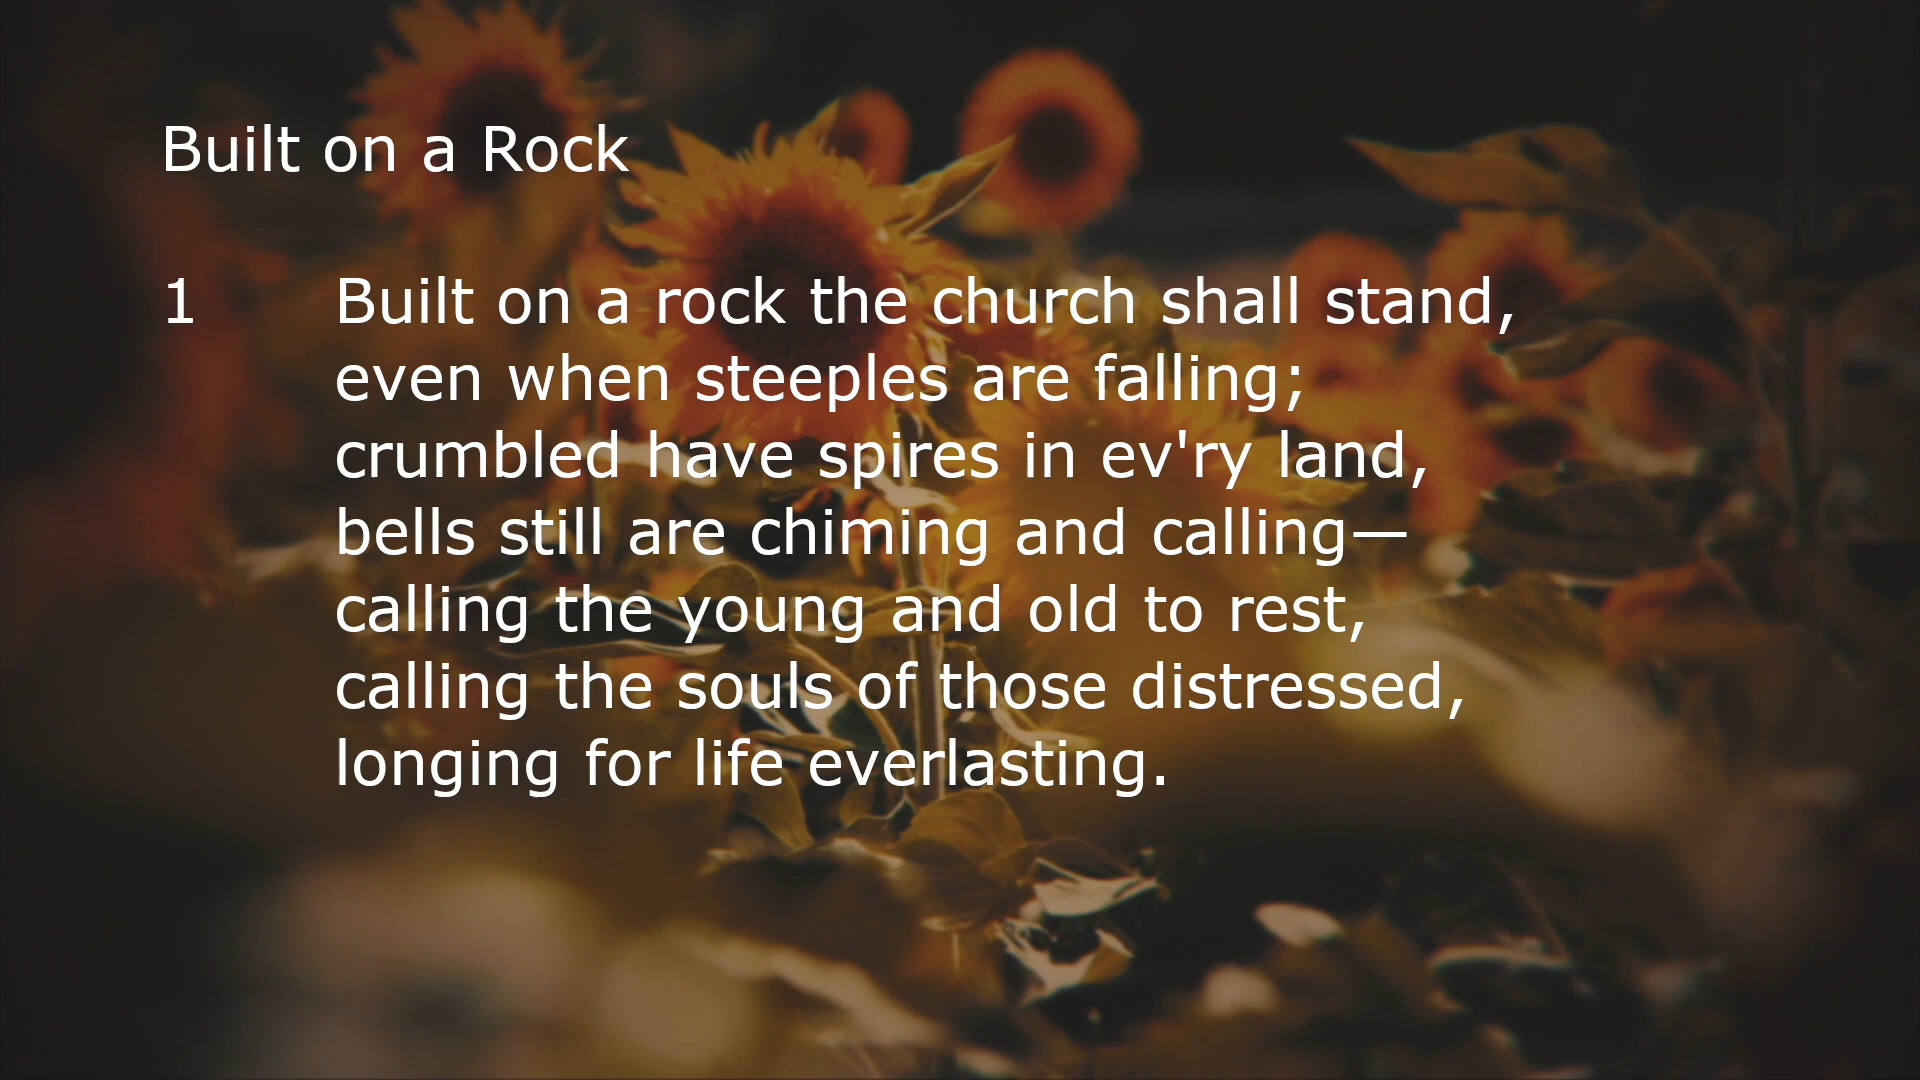 Built on a Rock
1 Built on a rock the church shall stand,
even when steeples are falling;
crumbled have spires in ev'ry land,
bells still are chiming and calling—
calling the young and old to rest,
calling the souls of those distressed,
longing for life everlasting.